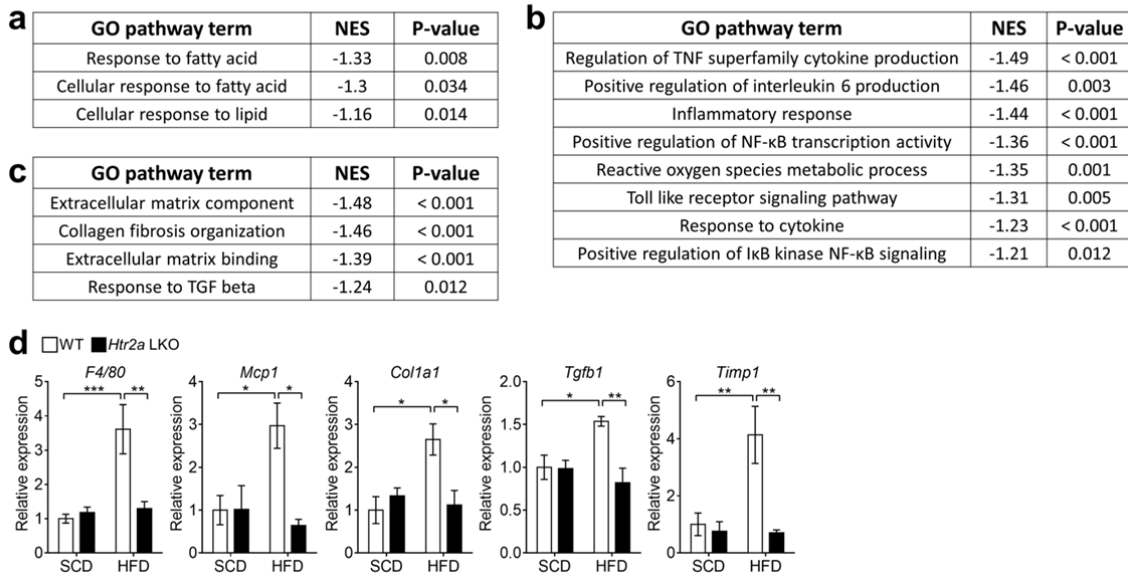 a
GO pathway term NES P-value
Response to fatty acid -1.33 0.008
Cellular response to fatty acid -1.3 0.034
Cellular response to lipid -1.16 0.014
b
GO pathway term NES P-value
Regulation of TNF superfamily cytokine production -1.49 < 0.001
Positive regulation of interleukin 6 production -1.46 0.003
Inflammatory response -1.44 < 0.001
Positive regulation of NF-κB transcription activity -1.36 < 0.001
Reactive oxygen species metabolic process -1.35 0.001
Toll like receptor signaling pathway -1.31 0.005
Response to cytokine -1.23 < 0.001
Positive regulation of IκB kinase NF-κB signaling -1.21 0.012
c
GO pathway term NES P-value
Extracellular matrix component -1.48 < 0.001
Collagen fibrosis organization -1.46 < 0.001
Extracellular matrix binding -1.39 < 0.001
Response to TGF beta -1.24 0.012
d
WT Htr2a LKO
F4/80
Relative expression
5
4
3
2
1
0
*** **
SCD HFD
Mcp1
Relative expression
4
3
2
1
0
* *
SCD HFD
Col1a1
Relative expression
4
3
2
1
0
* *
SCD HFD
Tgfb1
Relative expression
2.0
1.5
1.0
0.5
0.0
* **
SCD HFD
Timp1
Relative expression
6
4
2
0
** **
SCD HFD